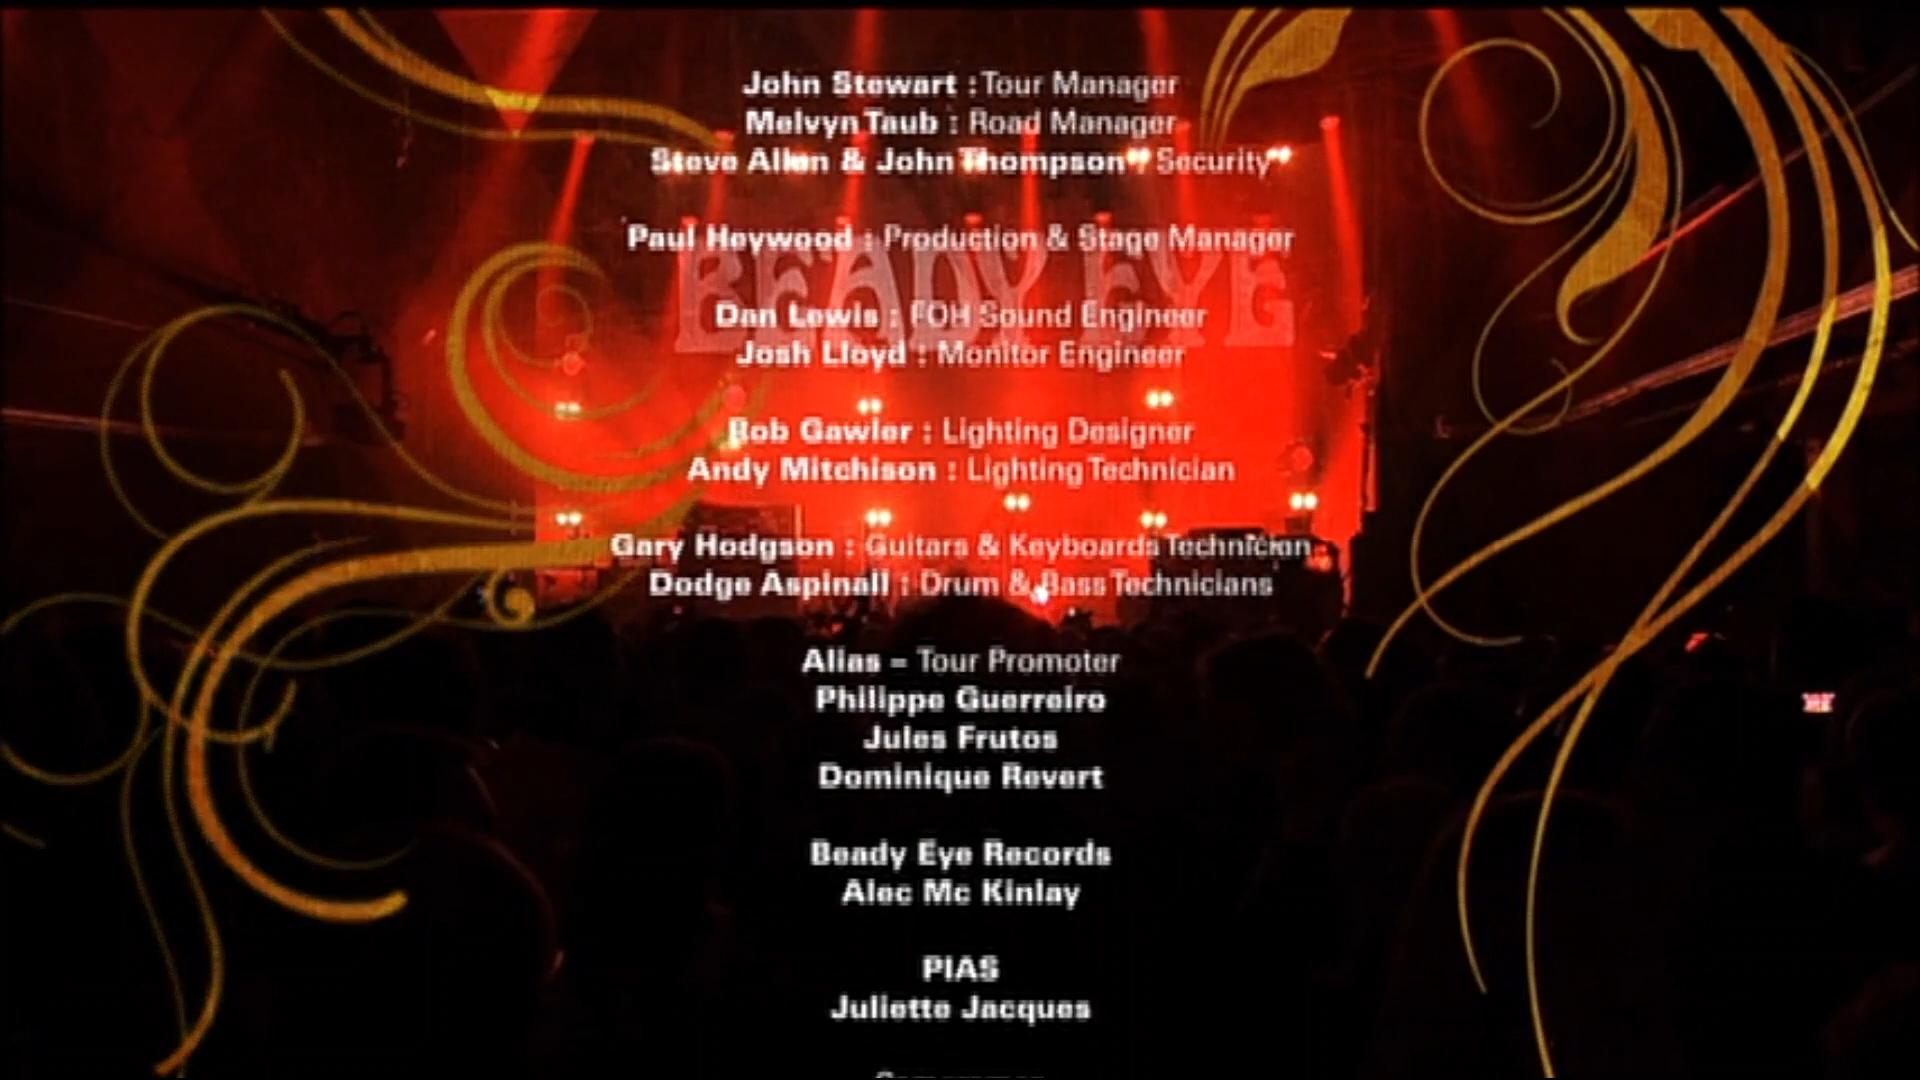 John Stewart : Tour Manager
Melvyn Taub : Road Manager
Steve Allen & John Thompson : Security
Paul Heywood : Production & Stage Manager
BEADY EYE
Dan Lewis : FOH Sound Engineer
Josh Lloyd : Monitor Engineer
Rob Gawler : Lighting Designer
Andy Mitchison : Lighting Technician
Gary Hodgson : Guitars & Keyboards Technician
Dodge Aspinall : Drum & Bass Technicians
Alias – Tour Promoter
Philippe Guerreiro
Jules Frutos
Dominique Revert
Beady Eye Records
Alec Mc Kinlay
PIAS
Juliette Jacques